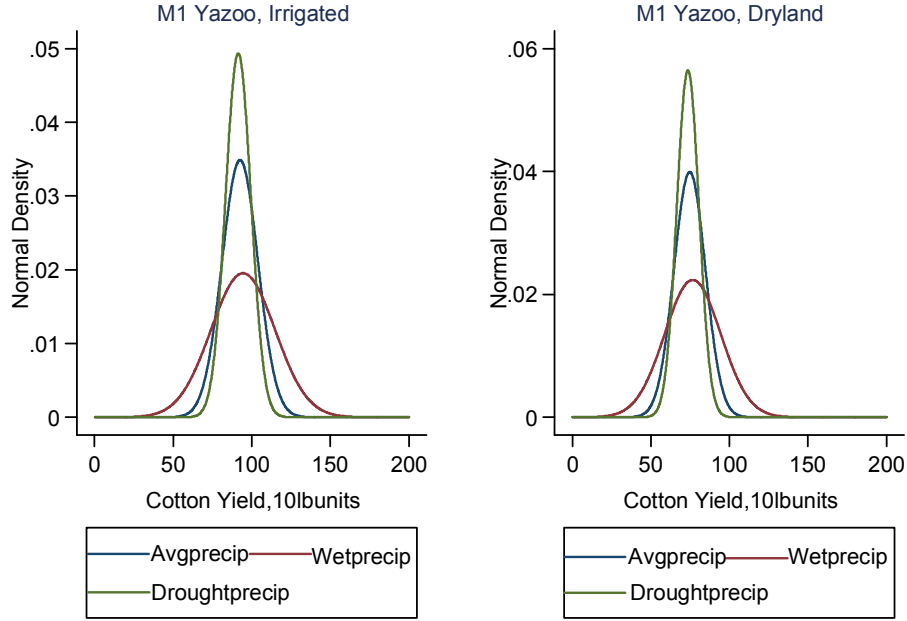 M1 Yazoo, Irrigated
.05
.04
.03
.02
.01
0
Normal Density
0 50 100 150 200
Cotton Yield,10lbunits
Avgprecip Wetprecip
Droughtprecip
M1 Yazoo, Dryland
.06
.04
.02
0
Normal Density
0 50 100 150 200
Cotton Yield,10lbunits
Avgprecip Wetprecip
Droughtprecip